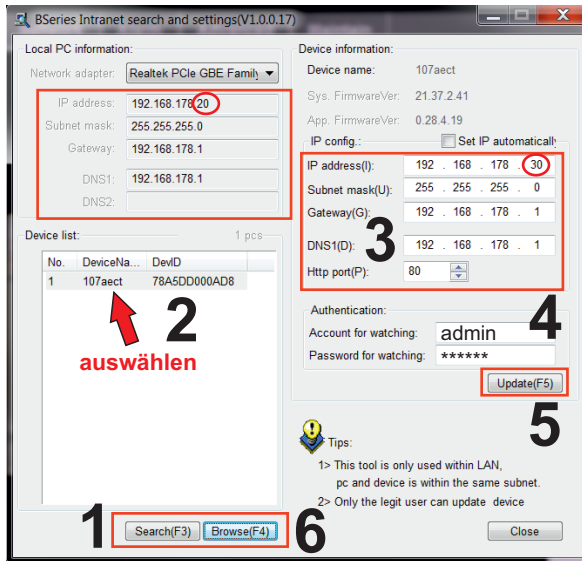 BSeries Intranet search and settings(V1.0.0.17)
Local PC information:
Network adapter: Realtek PCIe GBE Family
IP address: 192.168.178.20
Subnet mask: 255.255.255.0
Gateway: 192.168.178.1
DNS1: 192.168.178.1
DNS2:
Device list: 1 pcs
No. DeviceNa... DevID
1 107aect 78A5DD000AD8
2
auswählen
1
Search(F3) Browse(F4)
6
Device information:
Device name: 107aect
Sys. FirmwareVer: 21.37.2.41
App. FirmwareVer: 0.28.4.19
IP config.: Set IP automatically
IP address(I): 192 . 168 . 178 . 30
Subnet mask(U): 255 . 255 . 255 . 0
Gateway(G): 192 . 168 . 178 . 1
3
DNS1(D): 192 . 168 . 178 . 1
Http port(P): 80
Authentication:
4
Account for watching: admin
Password for watching: ******
Update(F5)
5
Tips:
1> This tool is only used within LAN,
pc and device is within the same subnet.
2> Only the legit user can update device
Close